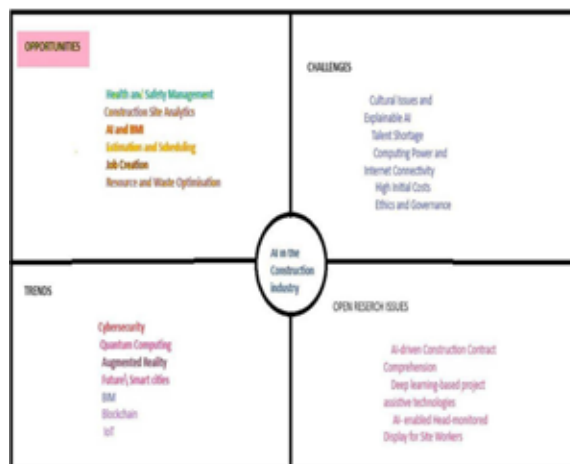 OPPORTUNITIES
Health and Safety Management
Construction Site Analytics
AI and BMI
Estimation and Scheduling
Job Creation
Resource and Waste Optimisation
CHALLENGES
Cultural Issues and
Explainable AI
Talent Shortage
Computing Power and
Internet Connectivity
High Initial Costs
Ethics and Governance
AI in the
Construction
industry
TRENDS
Cybersecurity
Quantum Computing
Augmented Reality
Future\ Smart cities
BIM
Blockchain
IoT
OPEN RESERCH ISSUES
AI-driven Construction Contract
Comprehension
Deep learning-based project
assistive technologies
AI- enabled Head-monitored
Display for Site Workers